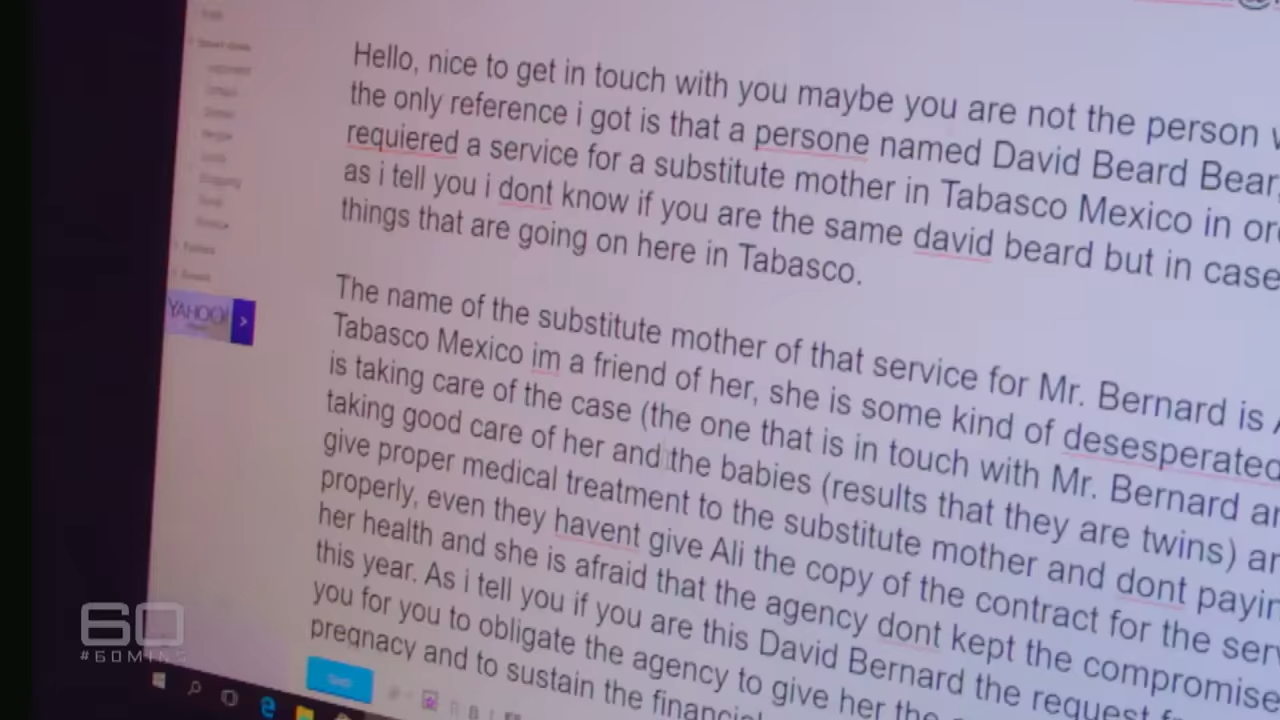 Hello, nice to get in touch with you maybe you are not the person
the only reference i got is that a persone named David Beard Bear
requiered a service for a substitute mother in Tabasco Mexico in
as i tell you i dont know if you are the same david beard but in case
things that are going on here in Tabasco.
The name of the substitute mother of that service for Mr. Bernard is
Tabasco Mexico im a friend of her, she is some kind of desesperated
is taking care of the case (the one that is in touch with Mr. Bernard
taking good care of her and the babies (results that they are twins)
give proper medical treatment to the substitute mother and dont
properly, even they havent give Ali the copy of the contract for the
her health and she is afraid that the agency dont kept the compromise
this year. As i tell you if you are this David Bernard the request
you for you to obligate the agency to give her the
pregnacy and to sustain the
YAHOO!
Send
60
#60MINS